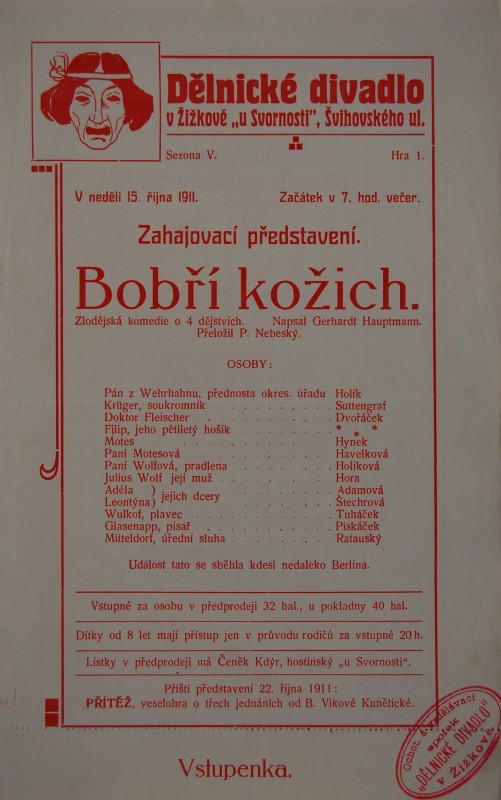 Dělnické divadlo
v Žižkově „u Svornosti", Švihovského ul.
Sezona V. Hra 1.
V neděli 15. října 1911. Začátek v 7. hod. večer.
Zahajovací představení.
Bobří kožich.
Zlodějská komedie o 4 dějstvích. Napsal Gerhardt Hauptmann.
Přeložil P. Nebeský.
OSOBY:
Pán z Wehrhahnu, přednosta okres. úřadu Holík
Krüger, soukromník . . . . . . . . . Suttengraf
Doktor Fleischer . . . . . . . . . . Dvořáček
Filip, jeho pětiletý hošík . . . . . . . * * *
Motes . . . . . . . . . . . . Hynek
Paní Motesová . . . . . . . . . . Havelková
Paní Wolfová, pradlena . . . . . . . . Holíková
Julius Wolf její muž . . . . . . . . . Hora
Adéla ) jejich dcery . . . . . . . . Adamová
Leontýna) . . . . . . . . Štechrová
Wulkof, plavec . . . . . . . . . . Tuháček
Glasenapp, písař . . . . . . . . . . Piskáček
Mitteldorf, úřední sluha . . . . . . . . Ratauský
Událost tato se sběhla kdesi nedaleko Berlína.
Vstupné za osobu v předprodeji 32 hal., u pokladny 40 hal.
Dítky od 8 let mají přístup jen v průvodu rodičů za vstupné 20 h.
Lístky v předprodeji má Čeněk Kdýr, hostinský „u Svornosti".
Příští představení 22. října 1911:
PŘÍTĚŽ, veselohra o třech jednáních od B. Vikové Kunětické.
Vstupenka.
Ochot. a vzdělávací
spolek
„DĚLNICKÉ DIVADLO"
v Žižkově